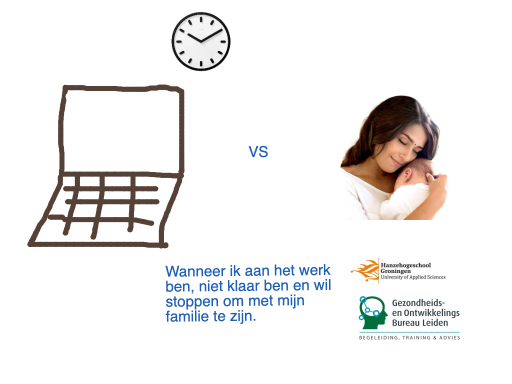 vs
Wanneer ik aan het werk
ben, niet klaar ben en wil
stoppen om met mijn
familie te zijn.
Hanzehogeschool
Groningen
University of Applied Sciences
Gezondheids-
en Ontwikkelings
Bureau Leiden
BEGELEIDING, TRAINING & ADVIES